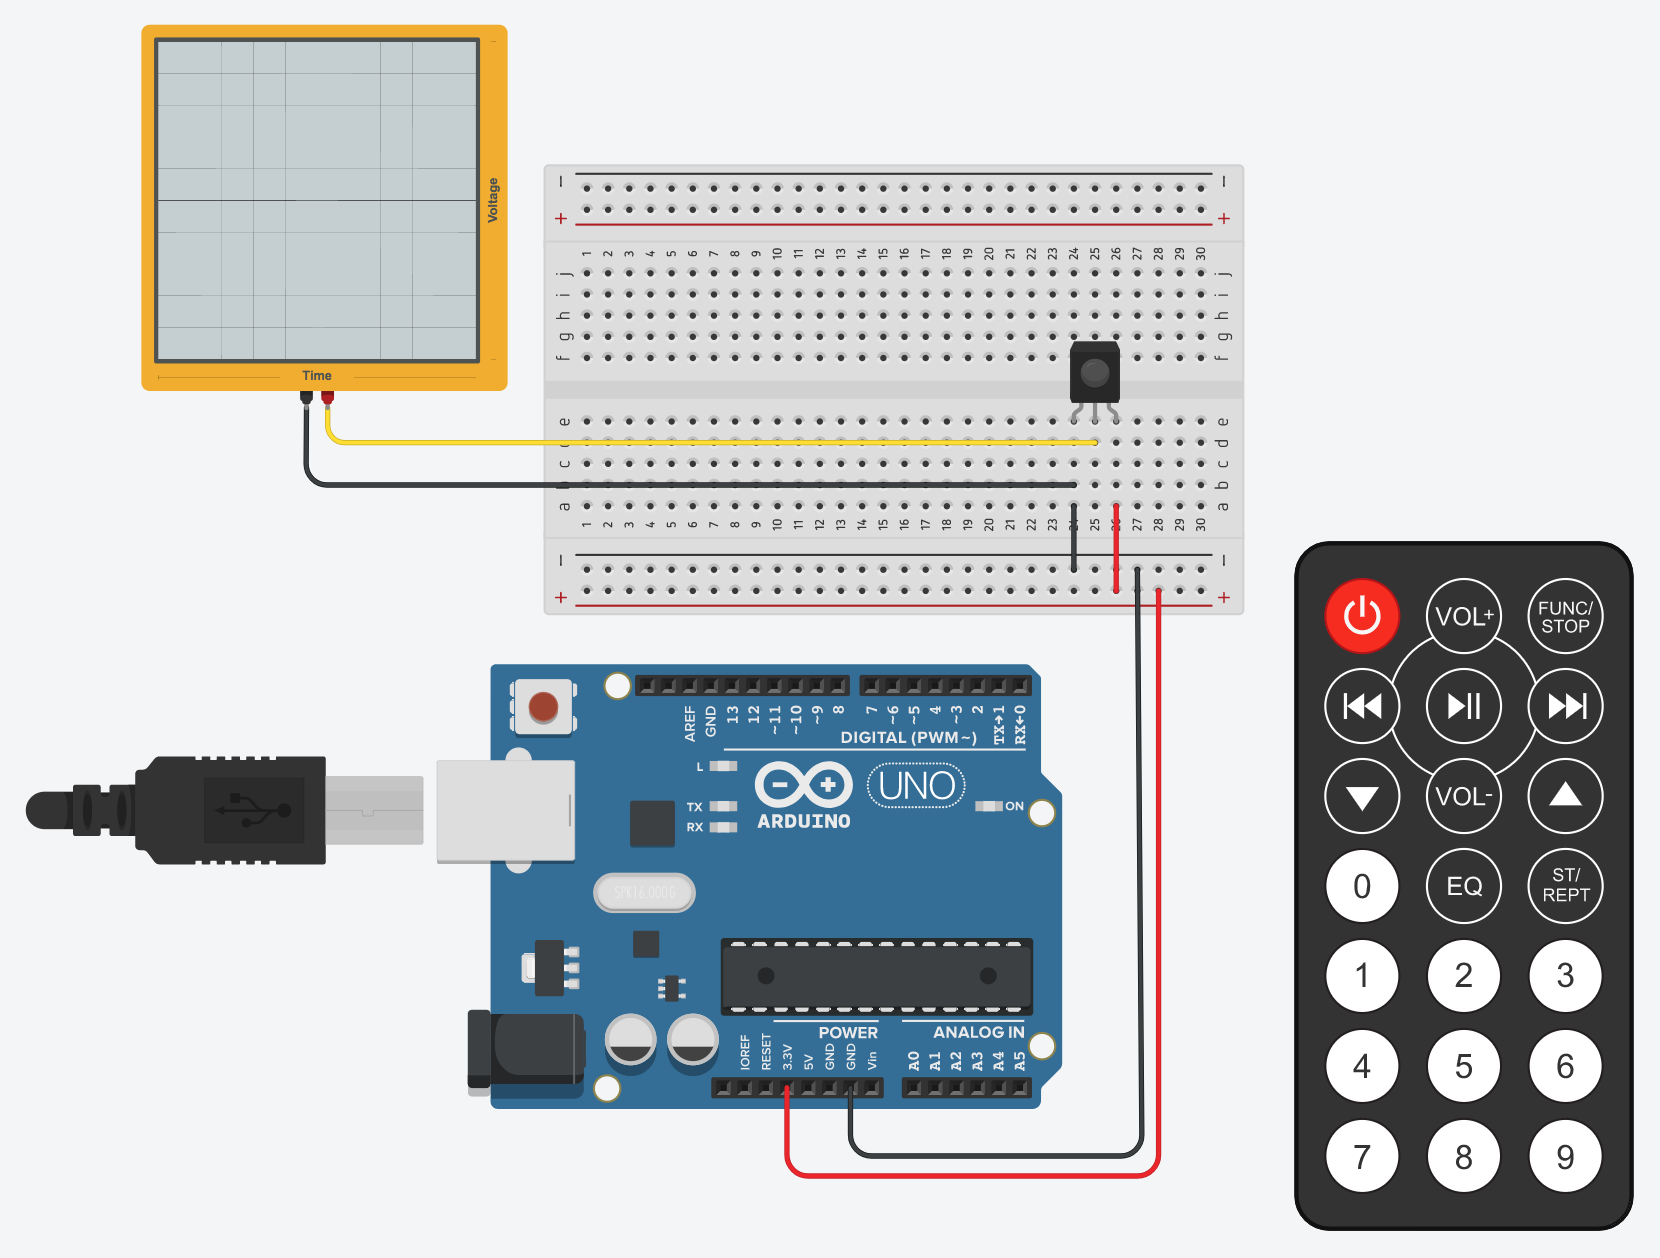 Voltage
Time
− −
+ +
1 2 3 4 5 6 7 8 9 10 11 12 13 14 15 16 17 18 19 20 21 22 23 24 25 26 27 28 29 30
j j
i i
h h
g g
f f
e e
d
c c
b b
a a
1 2 3 4 5 6 7 8 9 10 11 12 13 14 15 16 17 18 19 20 21 22 23 24 25 26 27 28 29 30
− −
+ +
AREF GND 13 12 ~11 ~10 ~9 8 7 ~6 ~5 4 ~3 2 TX→1 RX←0
DIGITAL (PWM~)
L
TX
RX
ARDUINO
UNO
ON
SPK16.000G
POWER
ANALOG IN
IOREF RESET 3.3V 5V GND GND Vin A0 A1 A2 A3 A4 A5
VOL+
FUNC/
STOP
VOL-
0
EQ
ST/
REPT
1 2 3
4 5 6
7 8 9